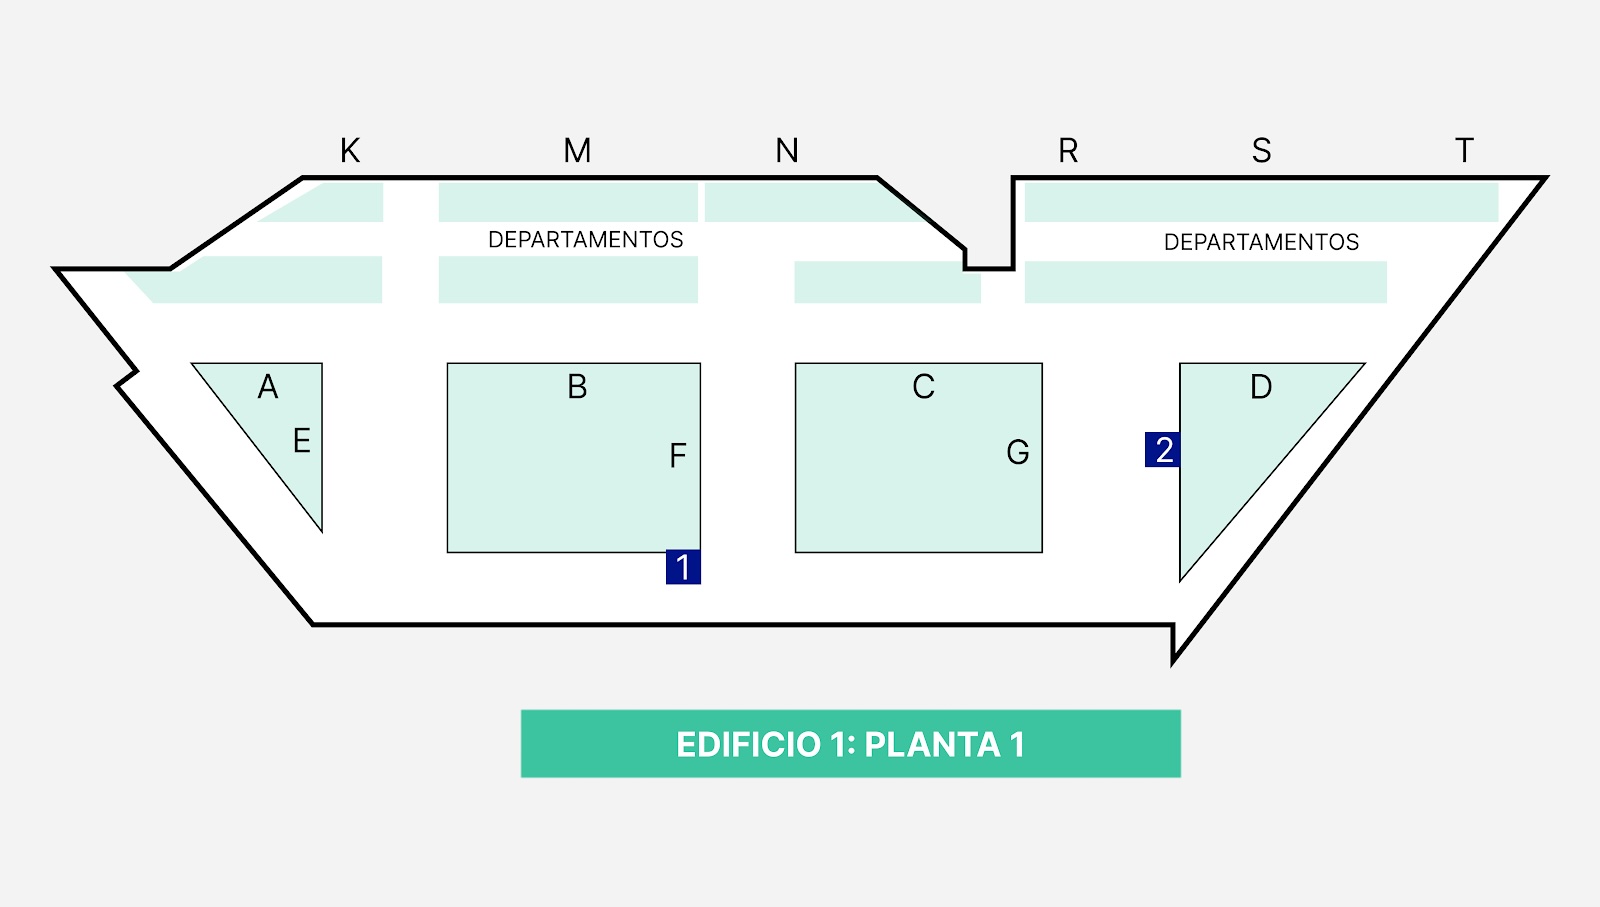 K M N R S T
DEPARTAMENTOS DEPARTAMENTOS
A B C D
E F G 2
1
EDIFICIO 1: PLANTA 1